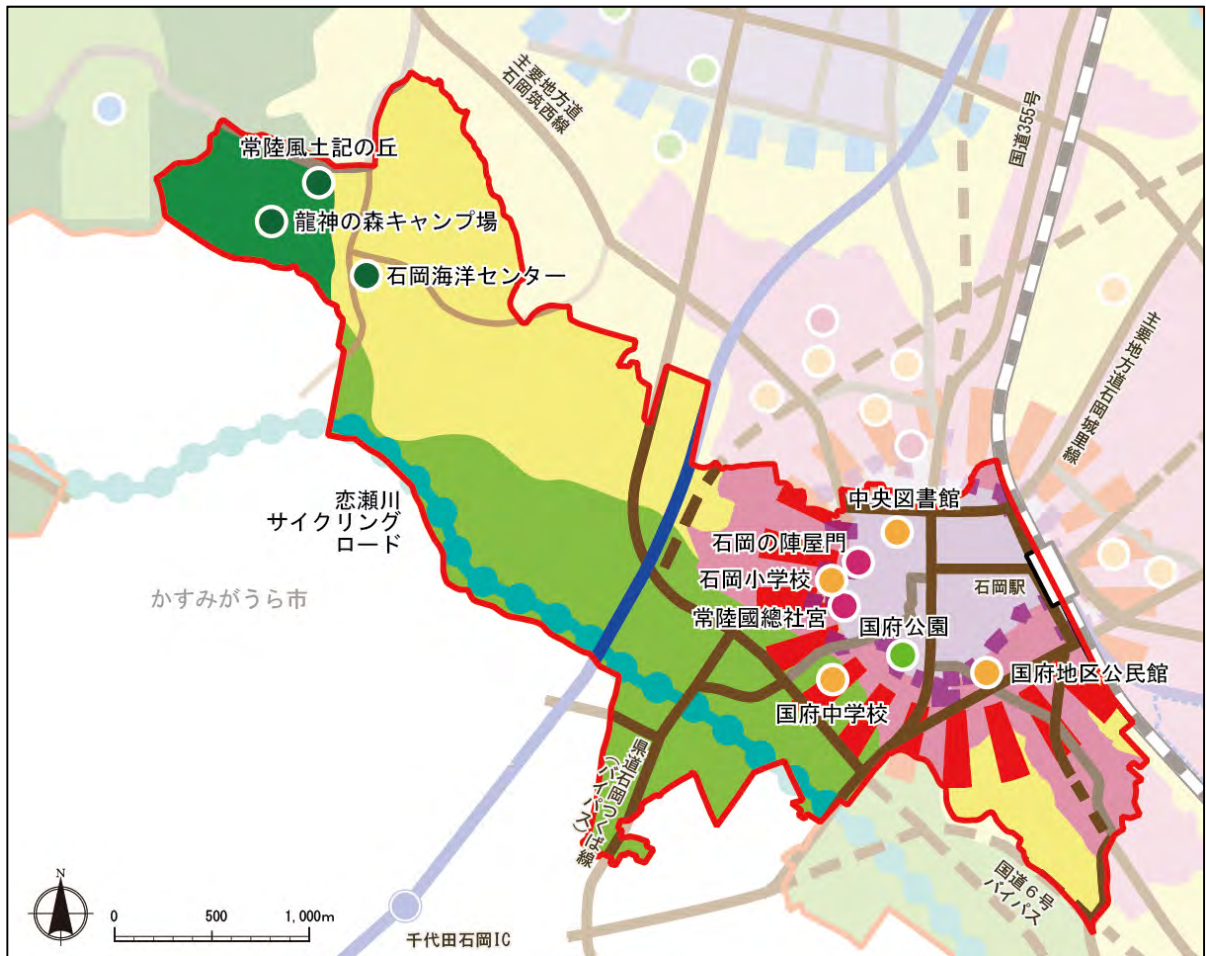 主要地方道
石岡筑西線
国道355号
常陸風土記の丘
龍神の森キャンプ場
石岡海洋センター
主要地方道石岡城里線
恋瀬川
サイクリング
ロード
かすみがうら市
中央図書館
石岡の陣屋門
石岡小学校
石岡駅
常陸國總社宮
国府公園
国府地区公民館
国府中学校
県道石岡つくば線
(バイパス)
国道6号
バイパス
N
0 500 1,000m
千代田石岡IC